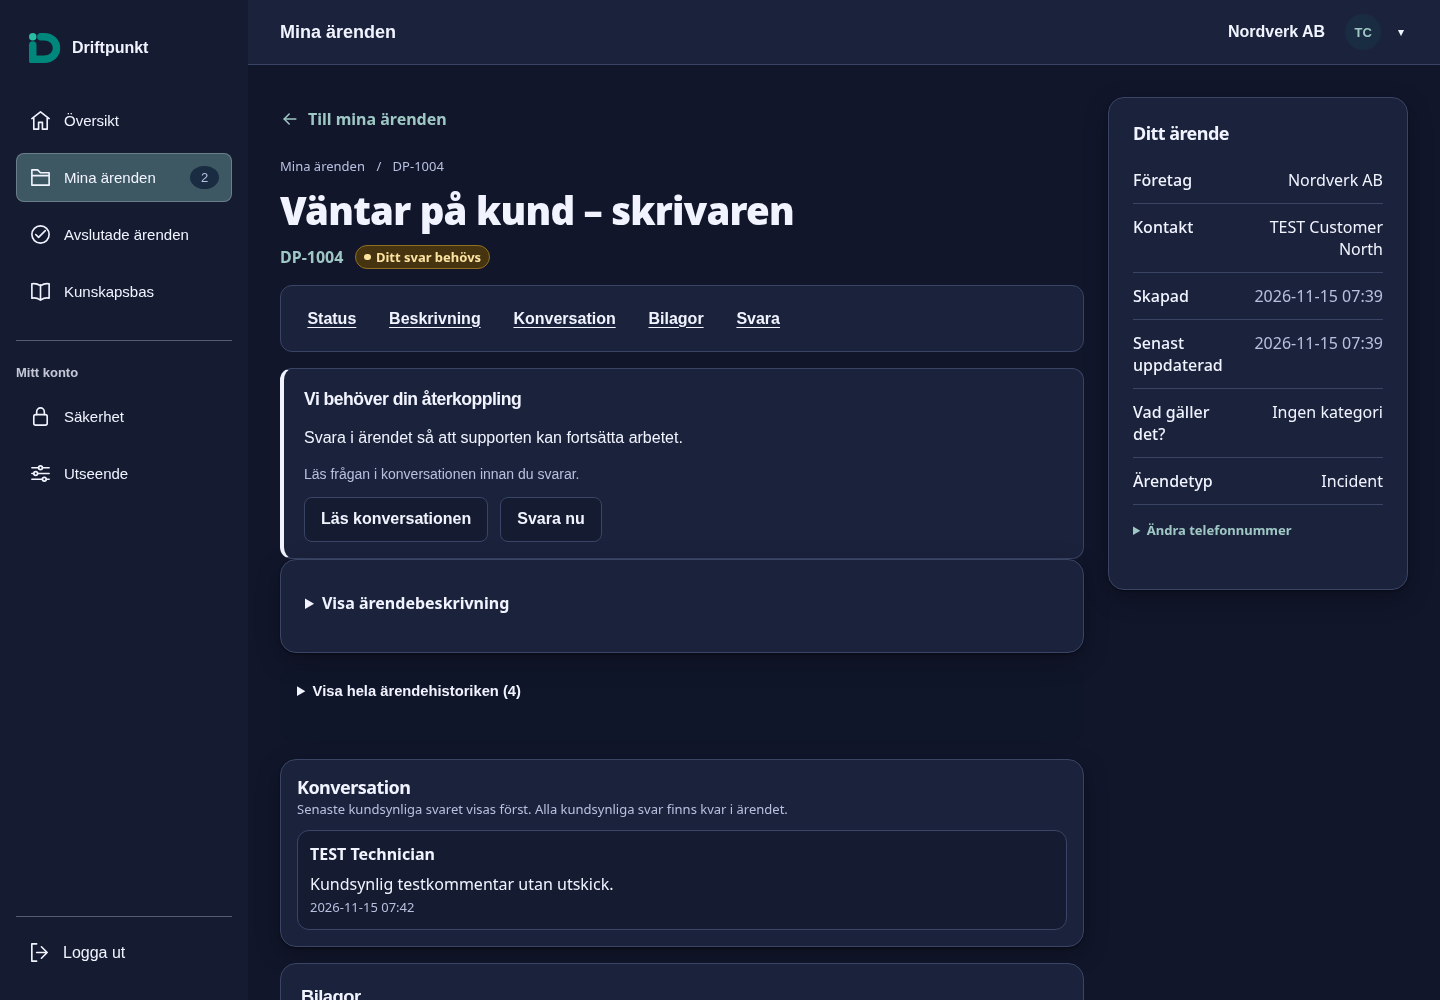 Driftpunkt
Översikt
Mina ärenden 2
Avslutade ärenden
Kunskapsbas
Mitt konto
Säkerhet
Utseende
Logga ut
Mina ärenden
Nordverk AB TC
Till mina ärenden
Mina ärenden / DP-1004
Väntar på kund – skrivaren
DP-1004 Ditt svar behövs
Status Beskrivning Konversation Bilagor Svara
Vi behöver din återkoppling
Svara i ärendet så att supporten kan fortsätta arbetet.
Läs frågan i konversationen innan du svarar.
Läs konversationen Svara nu
Visa ärendebeskrivning
Visa hela ärendehistoriken (4)
Konversation
Senaste kundsynliga svaret visas först. Alla kundsynliga svar finns kvar i ärendet.
TEST Technician
Kundsynlig testkommentar utan utskick.
2026-11-15 07:42
Bilagor
Ditt ärende
Företag Nordverk AB
Kontakt TEST Customer
North
Skapad 2026-11-15 07:39
Senast 2026-11-15 07:39
uppdaterad
Vad gäller Ingen kategori
det?
Ärendetyp Incident
Ändra telefonnummer